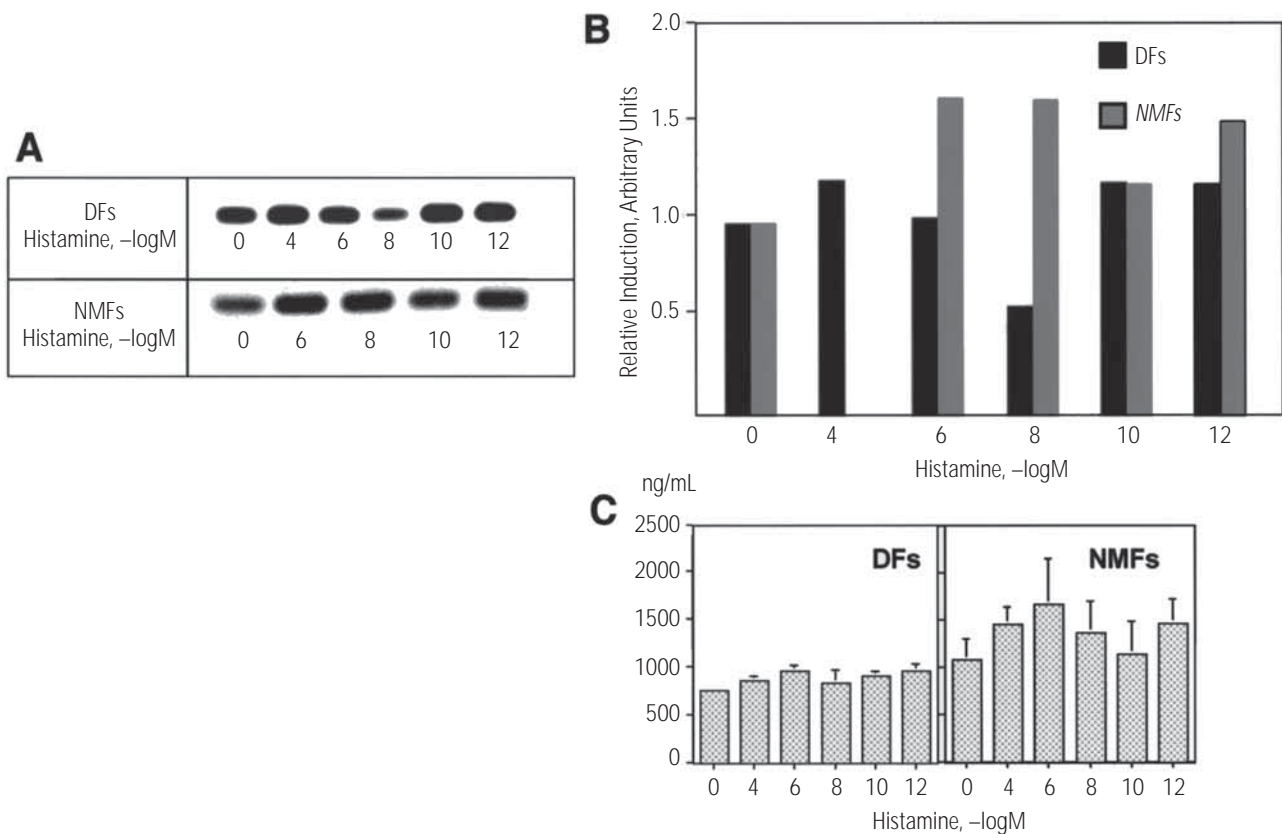 A
DFs
Histamine, –logM
0 4 6 8 10 12
NMFs
Histamine, –logM
0 6 8 10 12
B
2.0
1.5
1.0
0.5
Relative Induction, Arbitrary Units
DFs
NMFs
0 4 6 8 10 12
Histamine, –logM
C
ng/mL
2500
2000
1500
1000
500
0
DFs
NMFs
0 4 6 8 10 12 0 4 6 8 10 12
Histamine, –logM